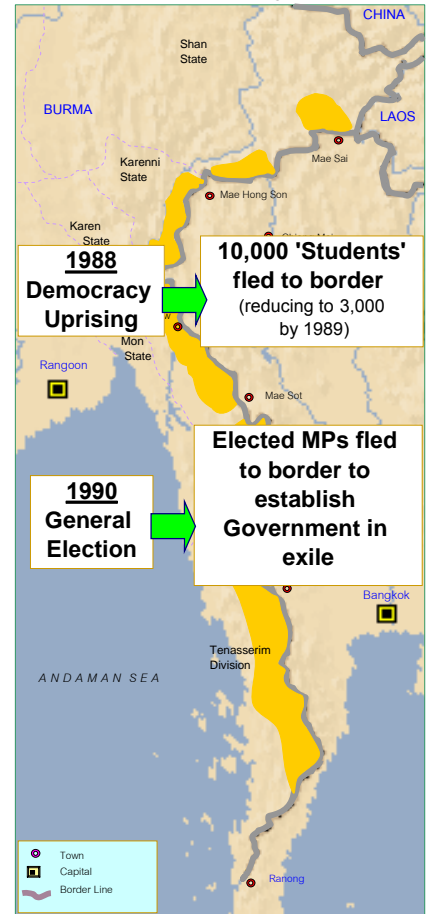 CHINA
Shan
State
BURMA
LAOS
Mae Sai
Karenni
State
Mae Hong Son
Karen
State
1988
Democracy
Uprising
10,000 'Students'
fled to border
(reducing to 3,000
by 1989)
Mon
State
Rangoon
Mae Sot
1990
General
Election
Elected MPs fled
to border to
establish
Government in
exile
Bangkok
Tenasserim
Division
ANDAMAN SEA
Town
Capital
Border Line
Ranong